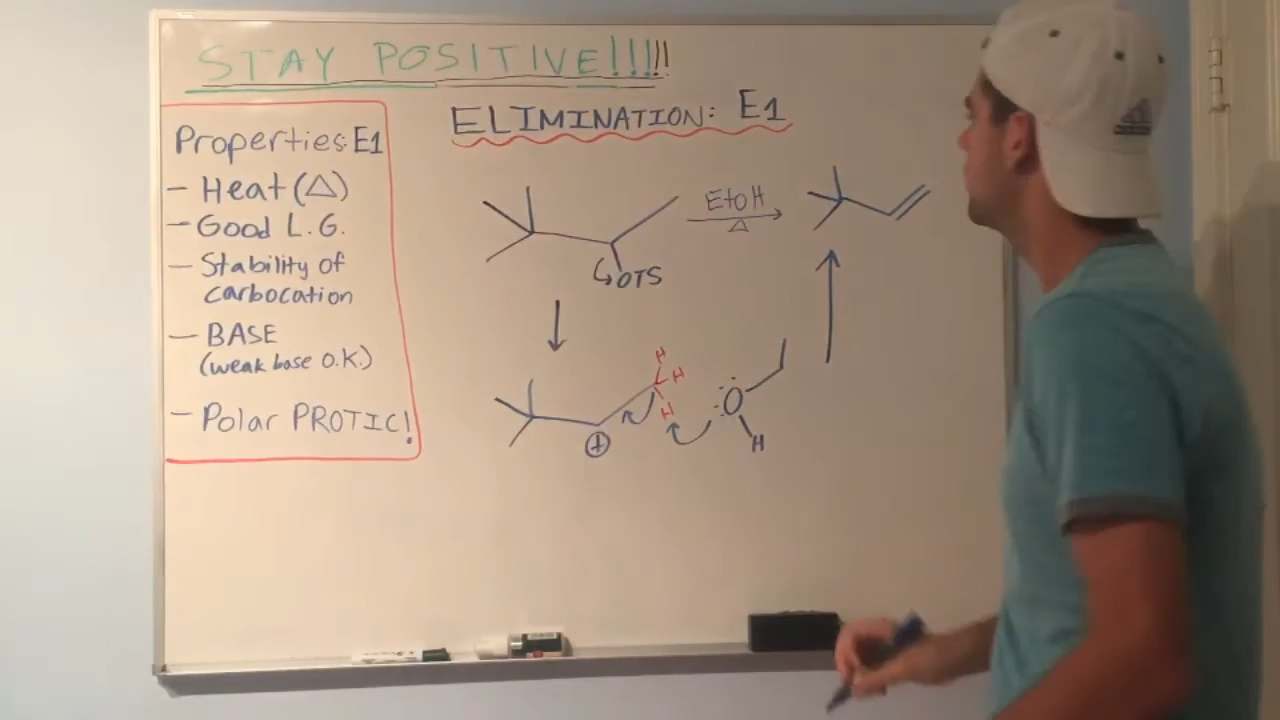 STAY POSITIVE!!!!!
ELIMINATION: E1
Properties: E1
- Heat (△)
- Good L.G.
- Stability of
carbocation
- BASE
(weak base O.K.)
- Polar PROTIC!
EtOH
△
OTS
H
H
H
O
H
+